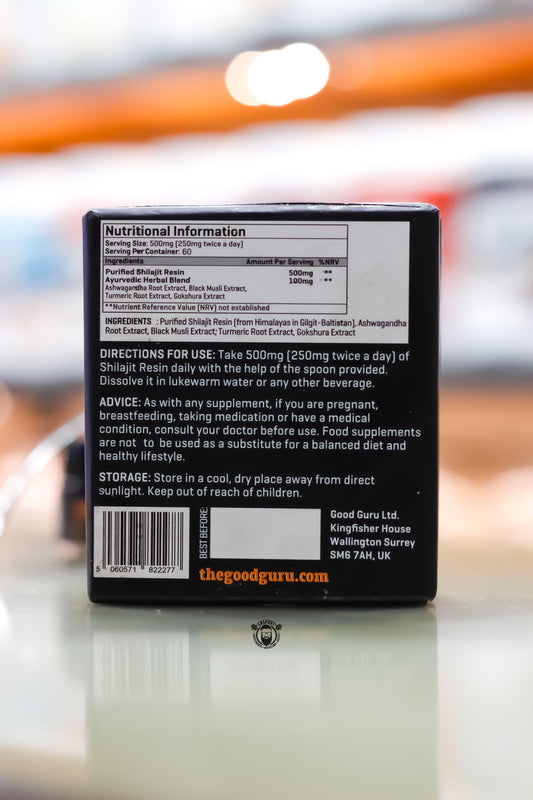 Nutritional Information
Serving Size: 500mg [250mg twice a day]
Serving Per Container: 60
Ingredients Amount Per Serving %NRV
Purified Shilajit Resin 500mg **
Ayurvedic Herbal Blend 100mg **
Ashwagandha Root Extract, Black Musli Extract,
Turmeric Root Extract, Gokshura Extract
**Nutrient Reference Value [NRV] not established
INGREDIENTS : Purified Shilajit Resin [from Himalayas in Gilgit-Baltistan], Ashwagandha
Root Extract, Black Musli Extract, Turmeric Root Extract, Gokshura Extract
DIRECTIONS FOR USE: Take 500mg [250mg twice a day] of
Shilajit Resin daily with the help of the spoon provided.
Dissolve it in lukewarm water or any other beverage.
ADVICE: As with any supplement, if you are pregnant,
breastfeeding, taking medication or have a medical
condition, consult your doctor before use. Food supplements
are not to be used as a substitute for a balanced diet and
healthy lifestyle.
STORAGE: Store in a cool, dry place away from direct
sunlight. Keep out of reach of children.
5 060571 822277
BEST BEFORE:
Good Guru Ltd.
Kingfisher House
Wallington Surrey
SM6 7AH, UK
thegoodguru.com